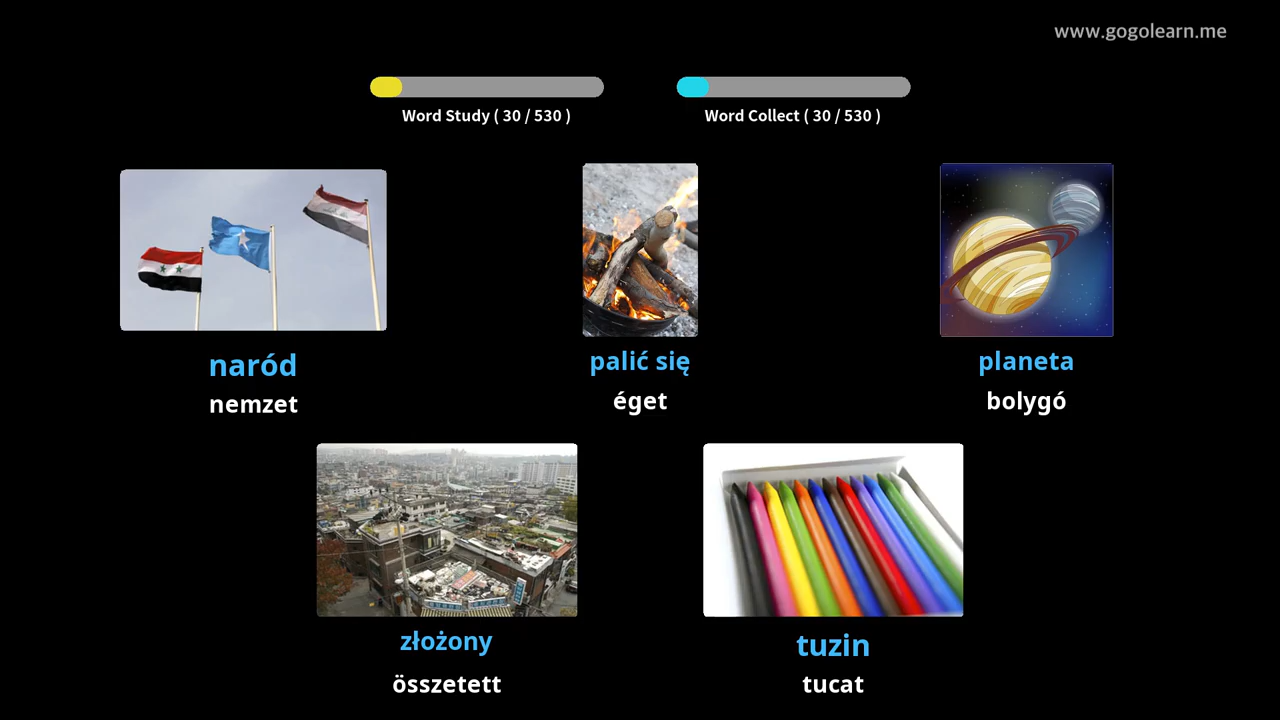 www.gogolearn.me
Word Study ( 30 / 530 )
Word Collect ( 30 / 530 )
naród
nemzet
palić się
éget
planeta
bolygó
złożony
összetett
tuzin
tucat